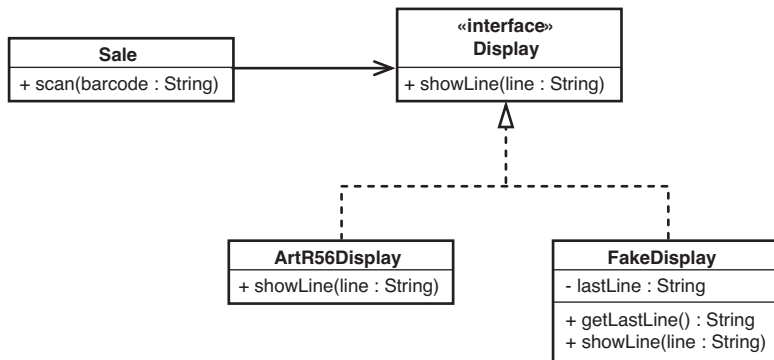 Sale
+ scan(barcode : String)
«interface»
Display
+ showLine(line : String)
ArtR56Display
+ showLine(line : String)
FakeDisplay
- lastLine : String
+ getLastLine() : String
+ showLine(line : String)